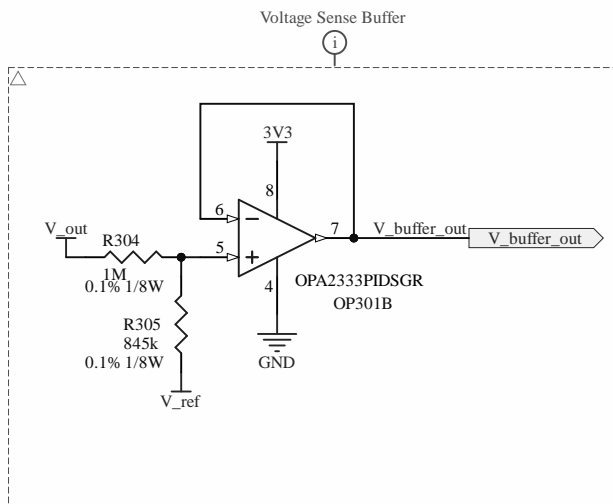 Voltage Sense Buffer
i
3V3
8
6
7
V_buffer_out
V_buffer_out
V_out
R304
1M
0.1% 1/8W
5
4
OPA2333PIDSGR
OP301B
R305
845k
0.1% 1/8W
GND
V_ref